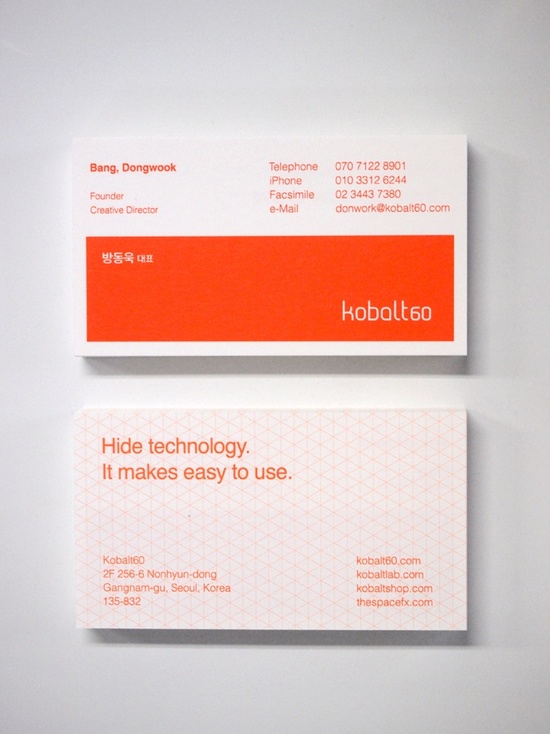 Bang, Dongwook
Founder
Creative Director
Telephone 070 7122 8901
iPhone 010 3312 6244
Facsimile 02 3443 7380
e-Mail donwork@kobalt60.com
방동욱 대표
kobalt60
Hide technology.
It makes easy to use.
Kobalt60
2F 256-6 Nonhyun-dong
Gangnam-gu, Seoul, Korea
135-832
kobalt60.com
kobaltlab.com
kobaltshop.com
thespacefx.com